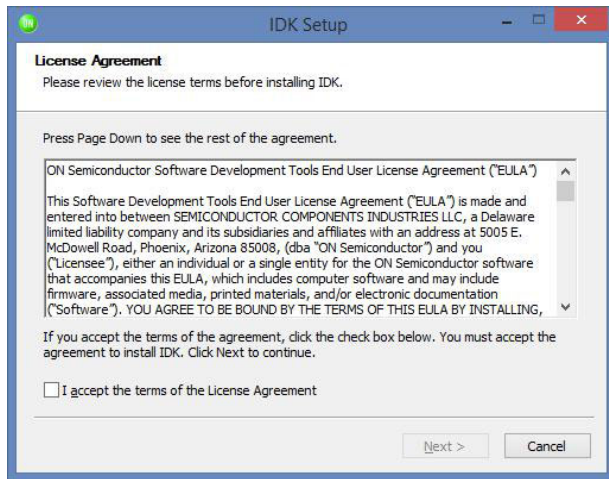 ON
IDK Setup
License Agreement
Please review the license terms before installing IDK.
Press Page Down to see the rest of the agreement.
ON Semiconductor Software Development Tools End User License Agreement ("EULA")
This Software Development Tools End User License Agreement ("EULA") is made and
entered into between SEMICONDUCTOR COMPONENTS INDUSTRIES LLC, a Delaware
limited liability company and its subsidiaries and affiliates with an address at 5005 E.
McDowell Road, Phoenix, Arizona 85008, (dba "ON Semiconductor") and you
("Licensee"), either an individual or a single entity for the ON Semiconductor software
that accompanies this EULA, which includes computer software and may include
firmware, associated media, printed materials, and/or electronic documentation
("Software"). YOU AGREE TO BE BOUND BY THE TERMS OF THIS EULA BY INSTALLING,
If you accept the terms of the agreement, click the check box below. You must accept the
agreement to install IDK. Click Next to continue.
I accept the terms of the License Agreement
Next >
Cancel